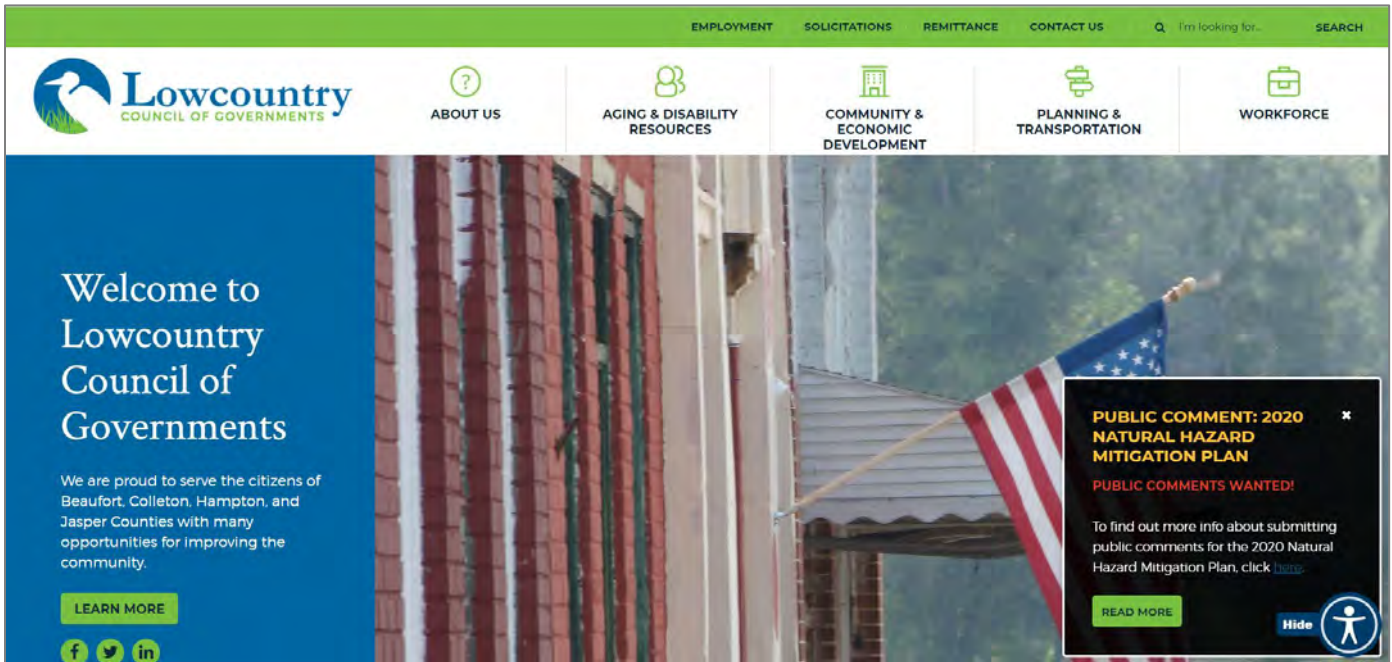 EMPLOYMENT SOLICITATIONS REMITTANCE CONTACT US I'm looking for... SEARCH
Lowcountry
COUNCIL OF GOVERNMENTS
?
ABOUT US
AGING & DISABILITY
RESOURCES
COMMUNITY &
ECONOMIC
DEVELOPMENT
PLANNING &
TRANSPORTATION
WORKFORCE
Welcome to
Lowcountry
Council of
Governments
We are proud to serve the citizens of
Beaufort, Colleton, Hampton, and
Jasper Counties with many
opportunities for improving the
community.
LEARN MORE
f in
PUBLIC COMMENT: 2020
NATURAL HAZARD
MITIGATION PLAN
PUBLIC COMMENTS WANTED!
To find out more info about submitting
public comments for the 2020 Natural
Hazard Mitigation Plan, click here.
READ MORE
Hide